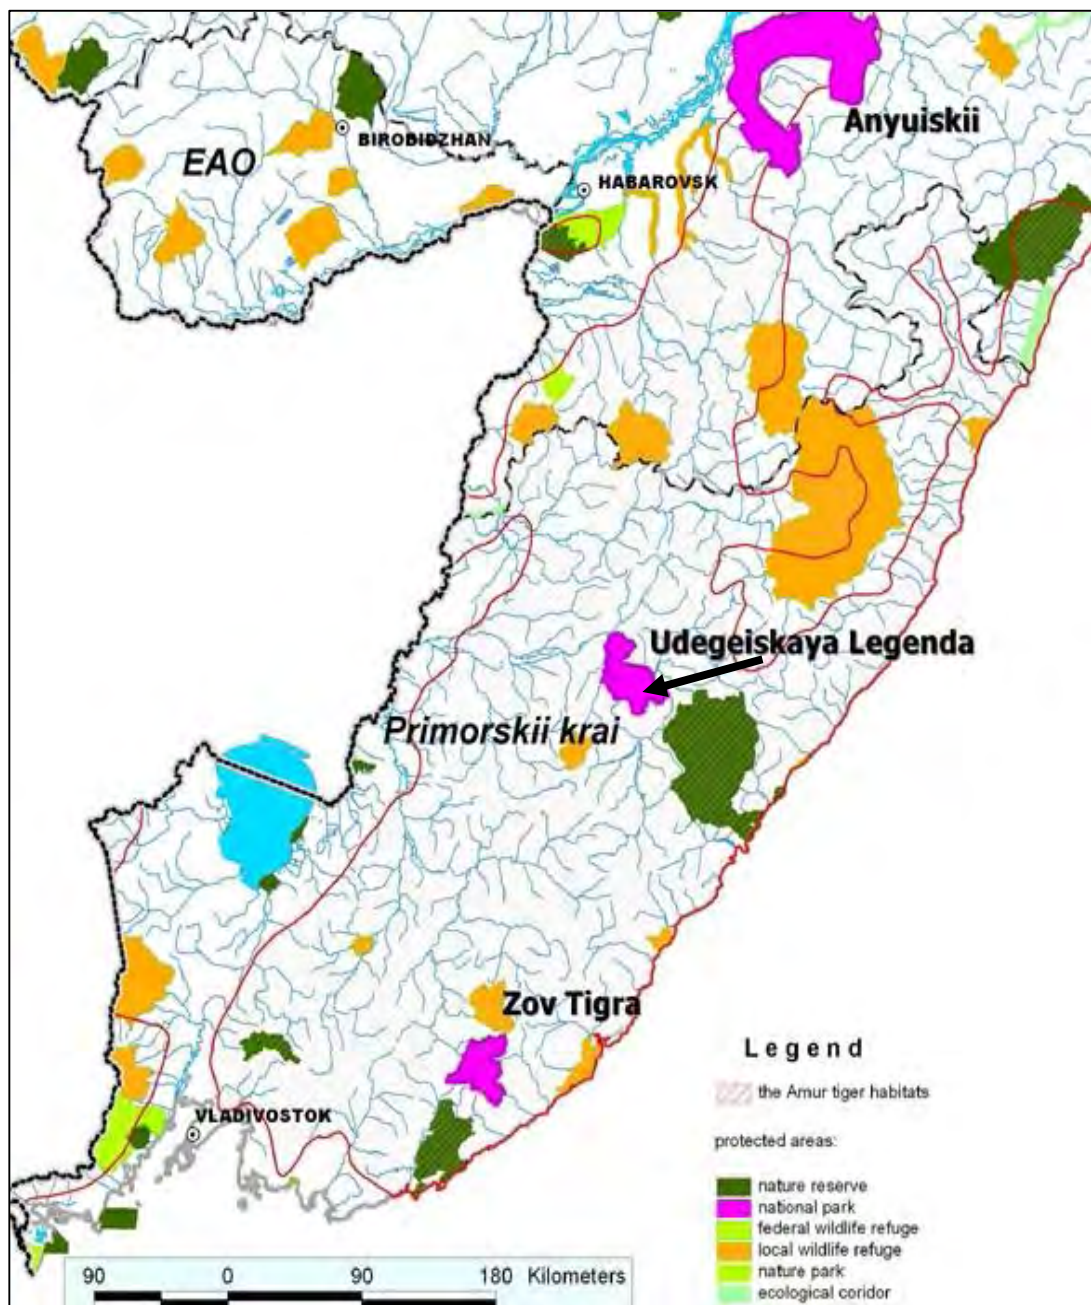 Anyuiskii
BIROBIDZHAN
EAO
HABAROVSK
Udegeiskaya Legenda
Primorskii krai
Zov Tigra
VLADIVOSTOK
Legend
the Amur tiger habitats
protected areas:
nature reserve
national park
federal wildlife refuge
local wildlife refuge
nature park
ecological coridor
90 0 90 180 Kilometers